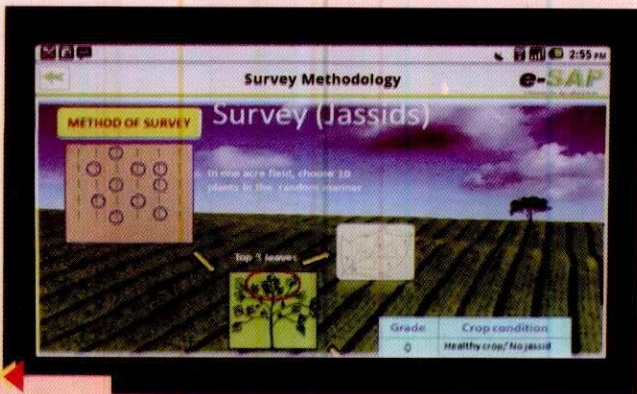 2:55 PM
Survey Methodology
e-SAP
METHOD OF SURVEY
Survey (Jassids)
In one acre field, choose 10
plants in the random manner
Top 3 leaves
Grade Crop condition
0 Healthy crop/ No jassid